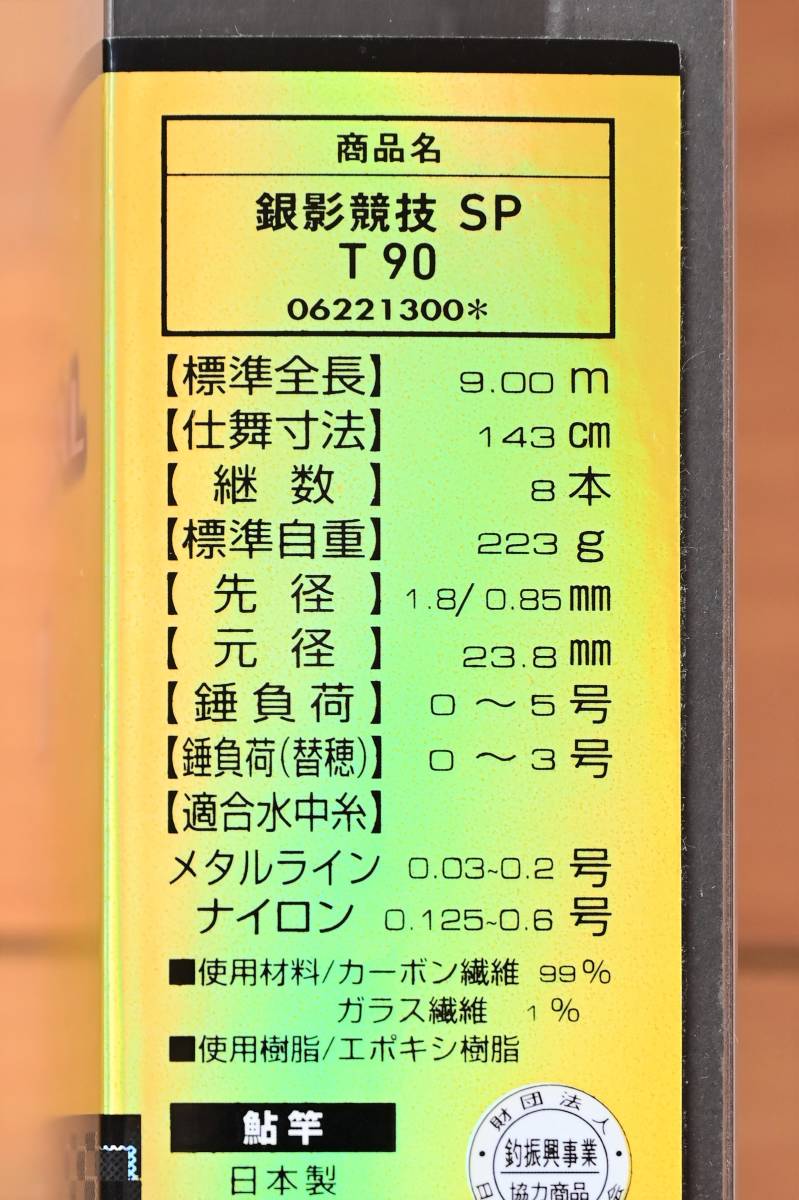 商品名
銀影競技 SP
T 90
06221300*
【標準全長】 9.00 m
【仕舞寸法】 143 cm
【 継 数 】 8 本
【標準自重】 223 g
【 先 径 】 1.8/ 0.85 mm
【 元 径 】 23.8 mm
【 錘 負 荷 】 0 ～ 5 号
【錘負荷(替穂)】 0 ～ 3 号
【適合水中糸】
メタルライン 0.03~0.2 号
ナイロン 0.125~0.6 号
■使用材料/カーボン繊維 99%
ガラス繊維 1%
■使用樹脂/エポキシ樹脂
鮎竿
日本製
財団法人
釣振興事業
協力商品